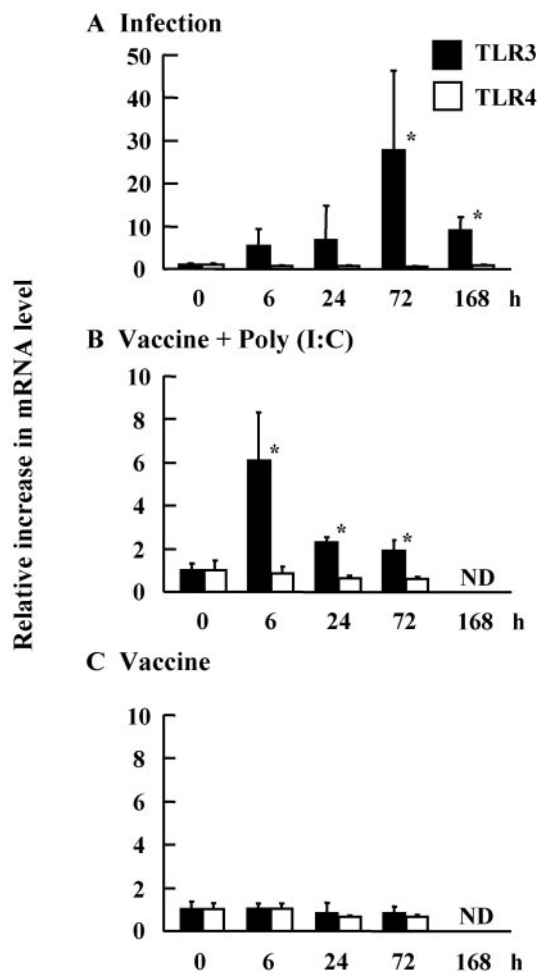 A Infection
TLR3
TLR4
50
40
30
20
10
0
*
*
0 6 24 72 168 h
B Vaccine + Poly (I:C)
10
8
6
4
2
0
*
*
*
ND
0 6 24 72 168 h
C Vaccine
10
8
6
4
2
0
ND
0 6 24 72 168 h
Relative increase in mRNA level